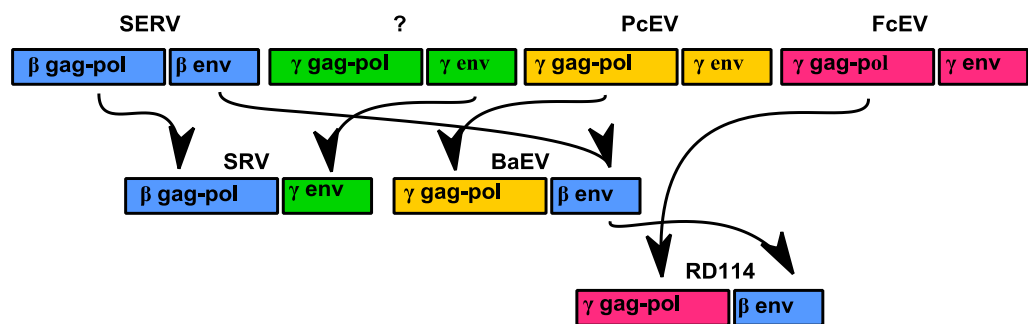 SERV ? PcEV FcEV
β gag-pol β env γ gag-pol γ env γ gag-pol γ env γ gag-pol γ env
SRV BaEV
β gag-pol γ env γ gag-pol β env
RD114
γ gag-pol β env